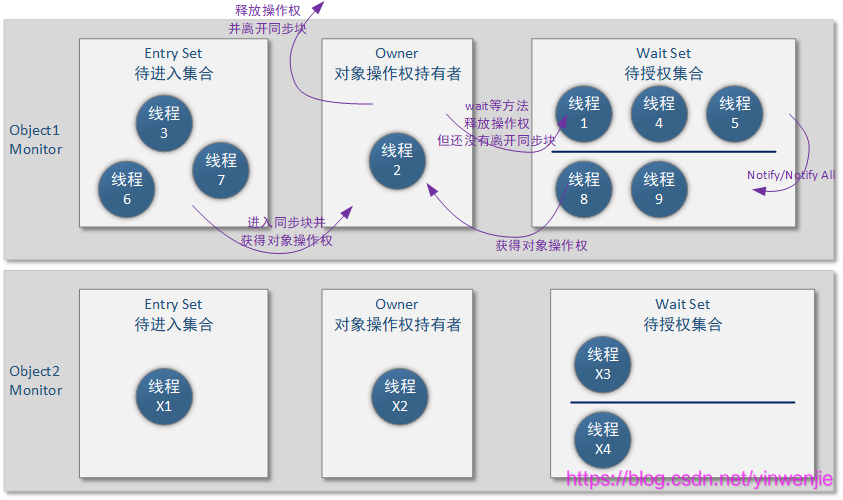 释放操作权
并离开同步块
Object1
Monitor
Entry Set
待进入集合
线程
3
线程
7
线程
6
进入同步块并
获得对象操作权
Owner
对象操作权持有者
线程
2
wait等方法
释放操作权
但还没有离开同步块
Wait Set
待授权集合
线程
1
线程
4
线程
5
线程
8
线程
9
Notify/Notify All
获得对象操作权
Object2
Monitor
Entry Set
待进入集合
线程
X1
Owner
对象操作权持有者
线程
X2
Wait Set
待授权集合
线程
X3
线程
X4
https://blog.csdn.net/yinwenjie